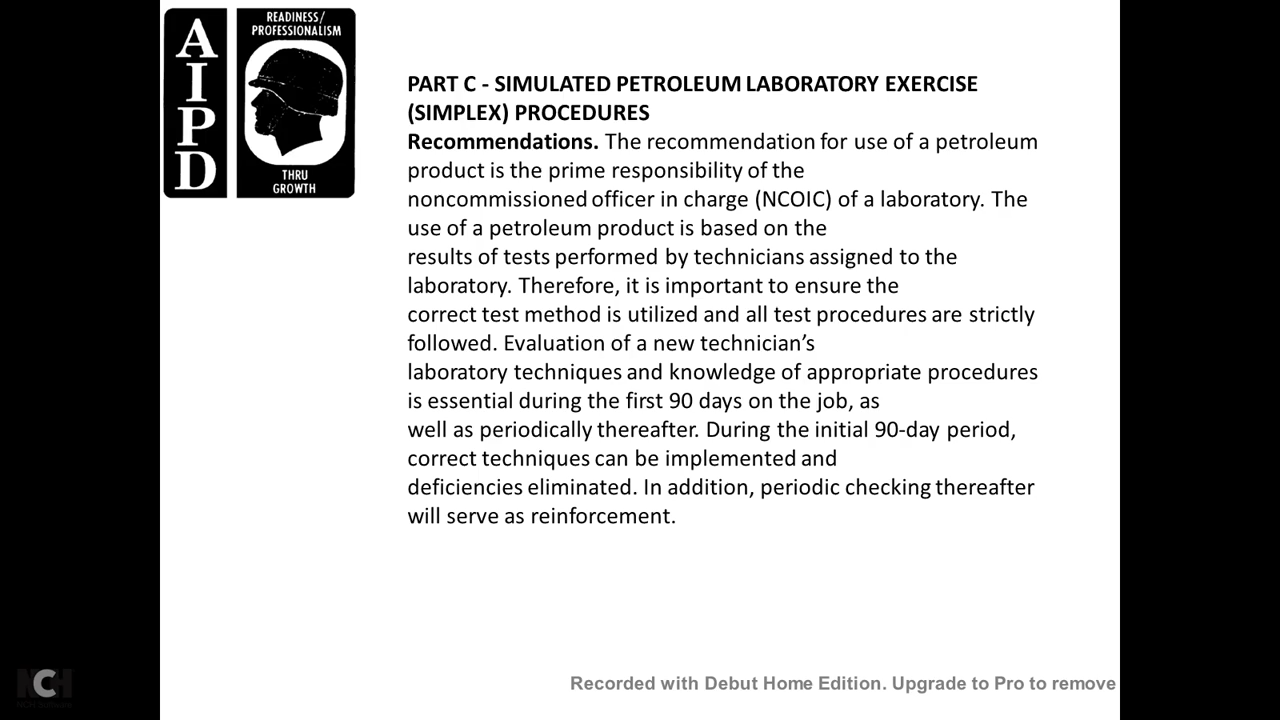 AIPD
READINESS/
PROFESSIONALISM
THRU
GROWTH
PART C - SIMULATED PETROLEUM LABORATORY EXERCISE
(SIMPLEX) PROCEDURES
Recommendations. The recommendation for use of a petroleum
product is the prime responsibility of the
noncommissioned officer in charge (NCOIC) of a laboratory. The
use of a petroleum product is based on the
results of tests performed by technicians assigned to the
laboratory. Therefore, it is important to ensure the
correct test method is utilized and all test procedures are strictly
followed. Evaluation of a new technician’s
laboratory techniques and knowledge of appropriate procedures
is essential during the first 90 days on the job, as
well as periodically thereafter. During the initial 90-day period,
correct techniques can be implemented and
deficiencies eliminated. In addition, periodic checking thereafter
will serve as reinforcement.
NCH
Recorded with Debut Home Edition. Upgrade to Pro to remove